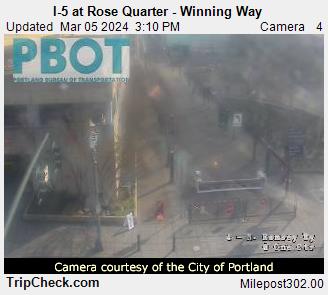 I-5 at Rose Quarter - Winning Way
Updated Mar 05 2024 3:10 PM Camera 4
PBOT
PORTLAND BUREAU OF TRANSPORTATION
Camera courtesy of the City of Portland
TripCheck.com Milepost302.00